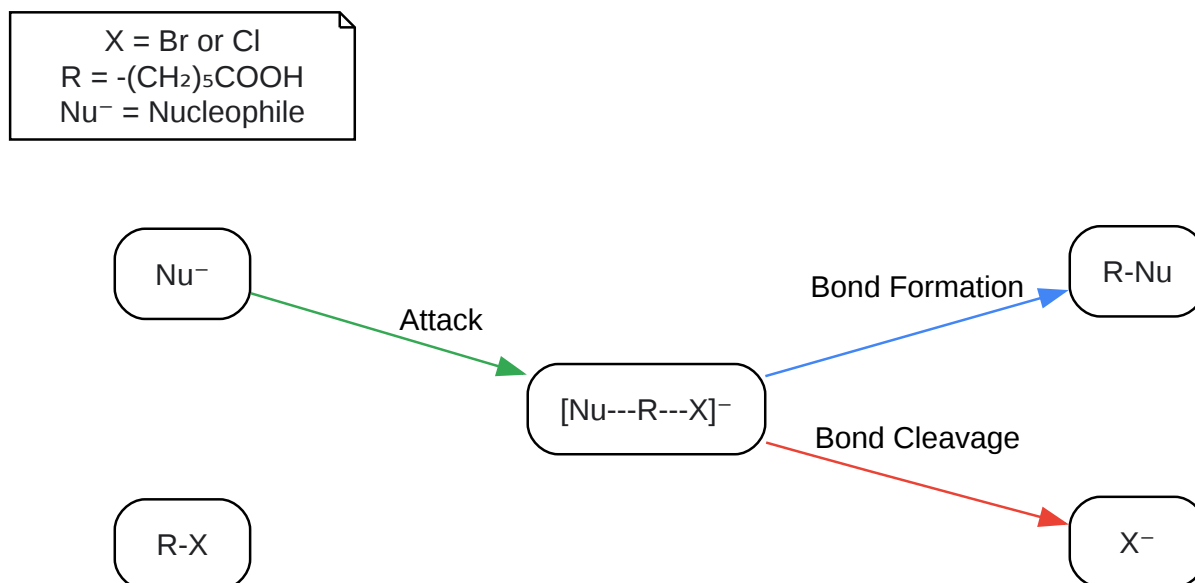 X = Br or Cl
R = -(CH₂)₅COOH
Nu⁻ = Nucleophile
Nu⁻
Attack
[Nu---R---X]⁻
Bond Formation
R-Nu
Bond Cleavage
R-X
X⁻